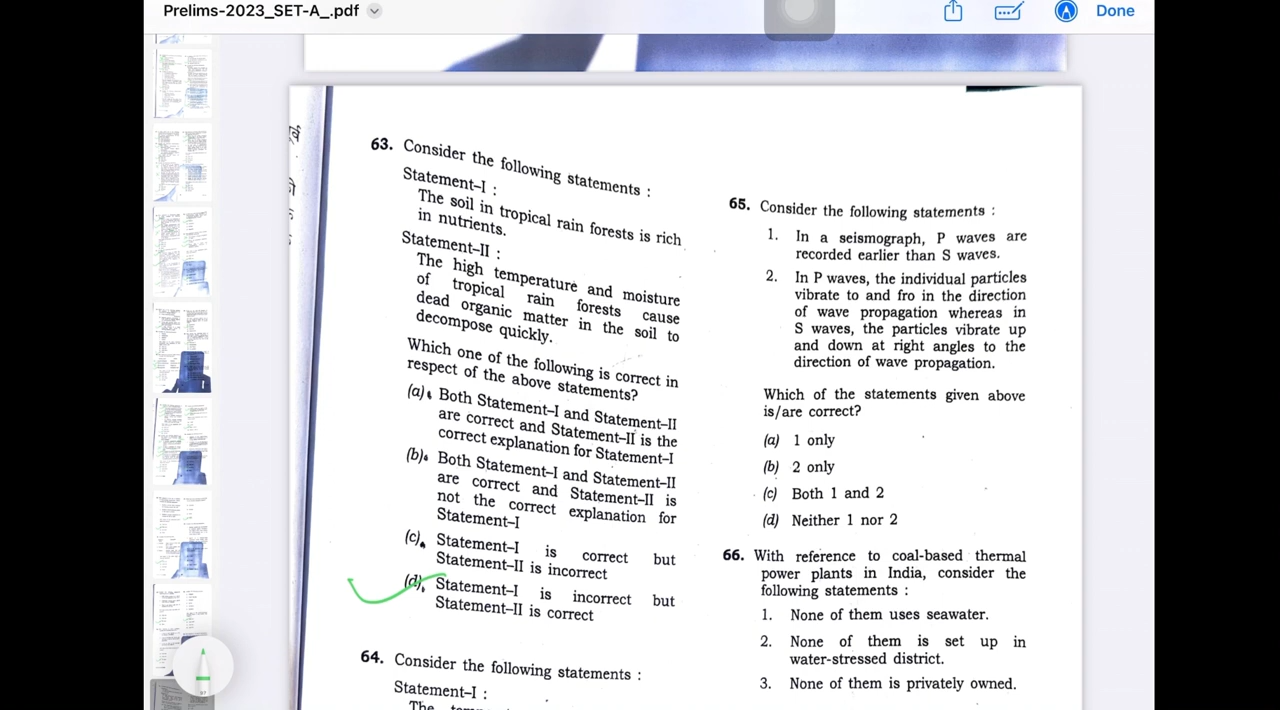 Prelims-2023_SET-A_.pdf
Done
63. Consider the following statements :
Statement-I :
The soil in tropical rain forests is rich
in nutrients.
Statement-II :
The high temperature and moisture
of tropical rain forests cause
dead organic matter in the soil to
decompose quickly.
Which one of the following is correct in
respect of the above statements?
(a) Both Statement-I and Statement-II
are correct and Statement-II is the
correct explanation for Statement-I
(b) Both Statement-I and Statement-II
are correct and Statement-II is
not the correct explanation for
Statement-I
(c) Statement-I is correct but
Statement-II is incorrect
(d) Statement-I is incorrect but
Statement-II is correct
64. Consider the following statements :
Statement-I :
The
65. Consider the following statements :
1. In a seismograph, P waves are
recorded earlier than S waves.
2. In P waves, the individual particles
vibrate to and fro in the direction
of wave propagation whereas in
S waves, the particles vibrate up
and down at right angles to the
direction of wave propagation.
Which of the statements given above
is/are correct?
(a) 1 only
(b) 2 only
(c) Both 1 and 2
(d) Neither 1 nor 2
66. With reference to coal-based thermal
power plants in India, consider the
following statements :
1. None of them uses seawater.
2. None of them is set up in
water-stressed district.
3. None of them is privately owned.
97